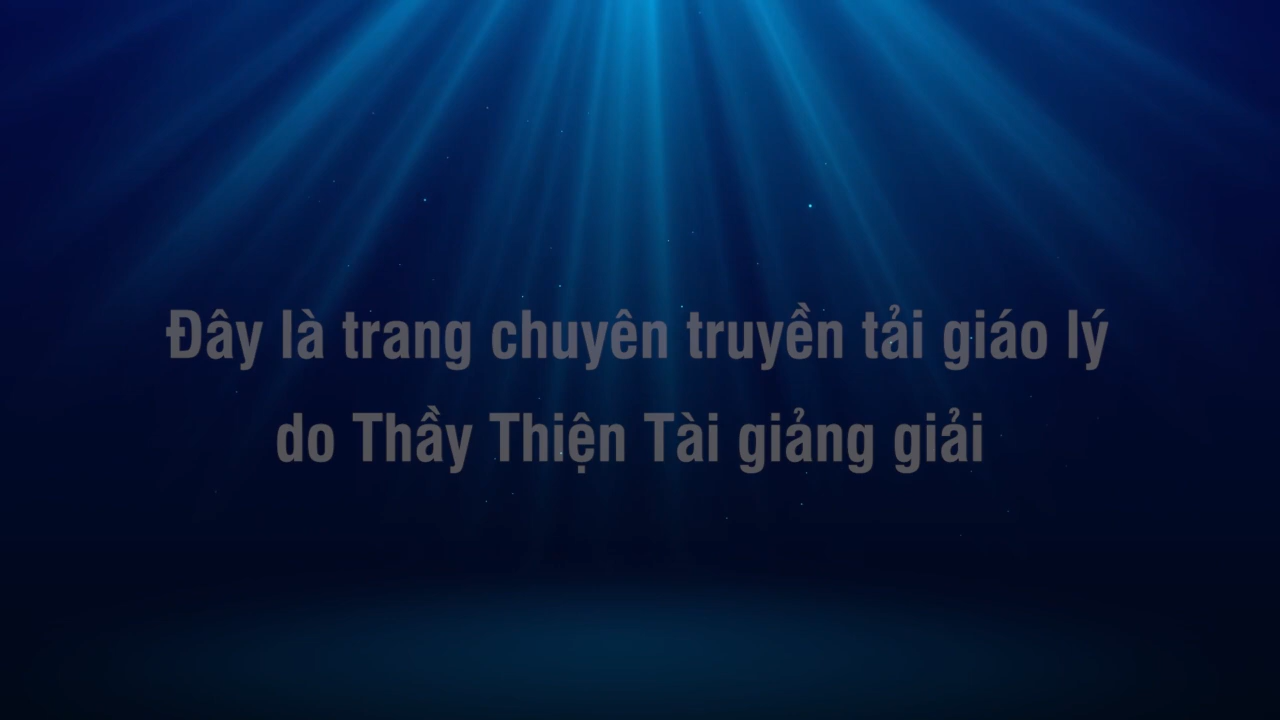 Đây là trang chuyên truyền tải giáo lý
do Thầy Thiện Tài giảng giải